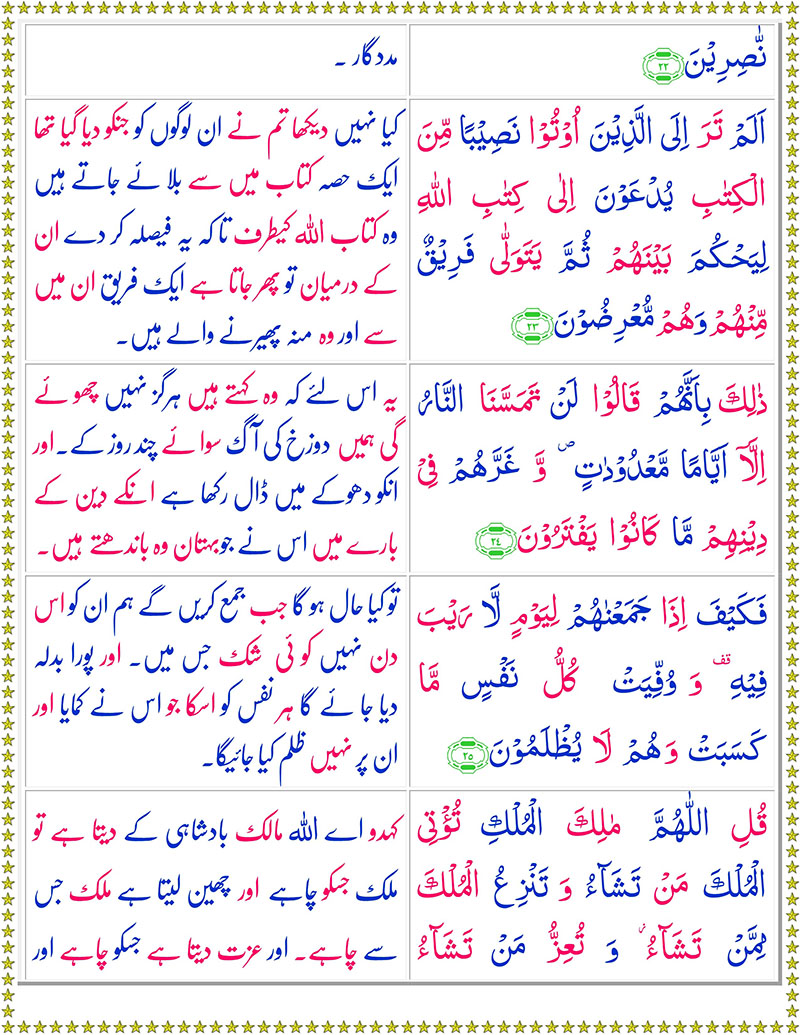 نّٰصِرِيْنَ ۲۲
مددگار ۔
اَلَمْ تَرَ اِلَى الَّذِيْنَ اُوْتُوْا نَصِيْبًا مِّنَ
الْكِتٰبِ يُدْعَوْنَ اِلٰى كِتٰبِ اللّٰهِ
لِيَحْكُمَ بَيْنَهُمْ ثُمَّ يَتَوَلّٰى فَرِيْقٌ
مِّنْهُمْ وَهُمْ مُّعْرِضُوْنَ ۲۳
کیا نہیں دیکھا تم نے ان لوگوں کو جنکو دیا گیا تھا
ایک حصہ کتاب میں سے بلائے جاتے ہیں
وہ کتاب اللہ کیطرف تاکہ یہ فیصلہ کر دے ان
کے درمیان تو پھر جاتا ہے ایک فریق ان میں
سے اور وہ منہ پھیرنے والے ہیں۔
ذٰلِكَ بِاَنَّهُمْ قَالُوْا لَنْ تَمَسَّنَا النَّارُ
اِلَّاۤ اَيَّامًا مَّعْدُوْدٰتٍ ۪ وَّ غَرَّهُمْ فِيْ
دِيْنِهِمْ مَّا كَانُوْا يَفْتَرُوْنَ ۲۴
یہ اس لئے کہ وہ کہتے ہیں ہرگز نہیں چھوئے
گی ہمیں دوزخ کی آگ سوائے چند روز کے۔اور
انکو دھوکے میں ڈال رکھا ہے انکے دین کے
بارے میں اس نے جوبہتان وہ باندھتے ہیں۔
فَكَيْفَ اِذَا جَمَعْنٰهُمْ لِيَوْمٍ لَّا رَيْبَ
فِيْهِ ۟ وَ وُفِّيَتْ كُلُّ نَفْسٍ مَّا
كَسَبَتْ وَهُمْ لَا يُظْلَمُوْنَ ۲۵
توکیا حال ہو گا جب جمع کریں گے ہم ان کو اس
دن نہیں کوئی شک جس میں۔ اور پورا بدلہ
دیا جائے گا ہر نفس کو اسکا جو اس نے کمایا اور
ان پر نہیں ظلم کیا جائیگا۔
قُلِ اللّٰهُمَّ مٰلِكَ الْمُلْكِ تُؤْتِي
الْمُلْكَ مَنْ تَشَآءُ وَ تَنْزِعُ الْمُلْكَ
مِمَّنْ تَشَآءُ ؗ وَ تُعِزُّ مَنْ تَشَآءُ
کہدو اے اللہ مالک بادشاہی کے دیتا ہے تو
ملک جسکو چاہے اور چھین لیتا ہے ملک جس
سے چاہے۔ اور عزت دیتا ہے جسکو چاہے اور